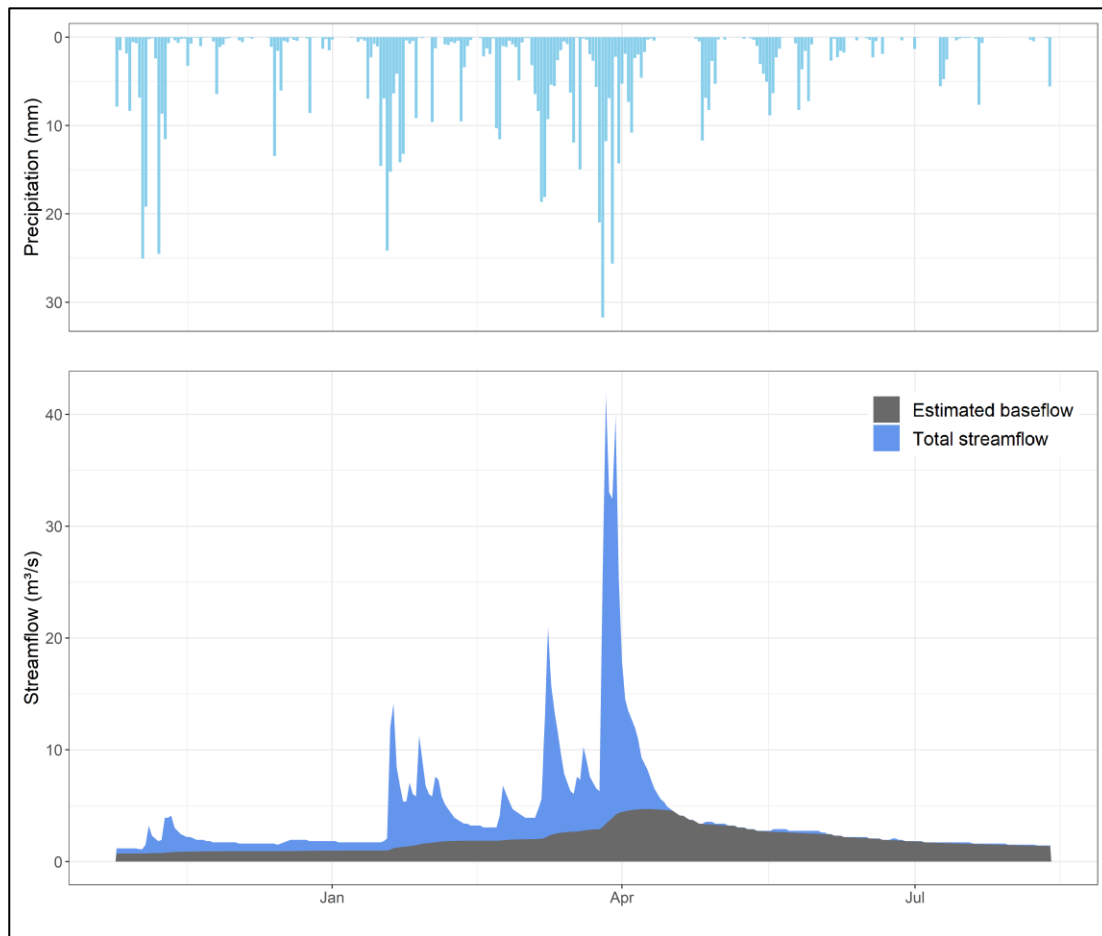 Precipitation (mm)
0
10
20
30
Streamflow (m³/s)
40
30
20
10
0
Estimated baseflow
Total streamflow
Jan
Apr
Jul